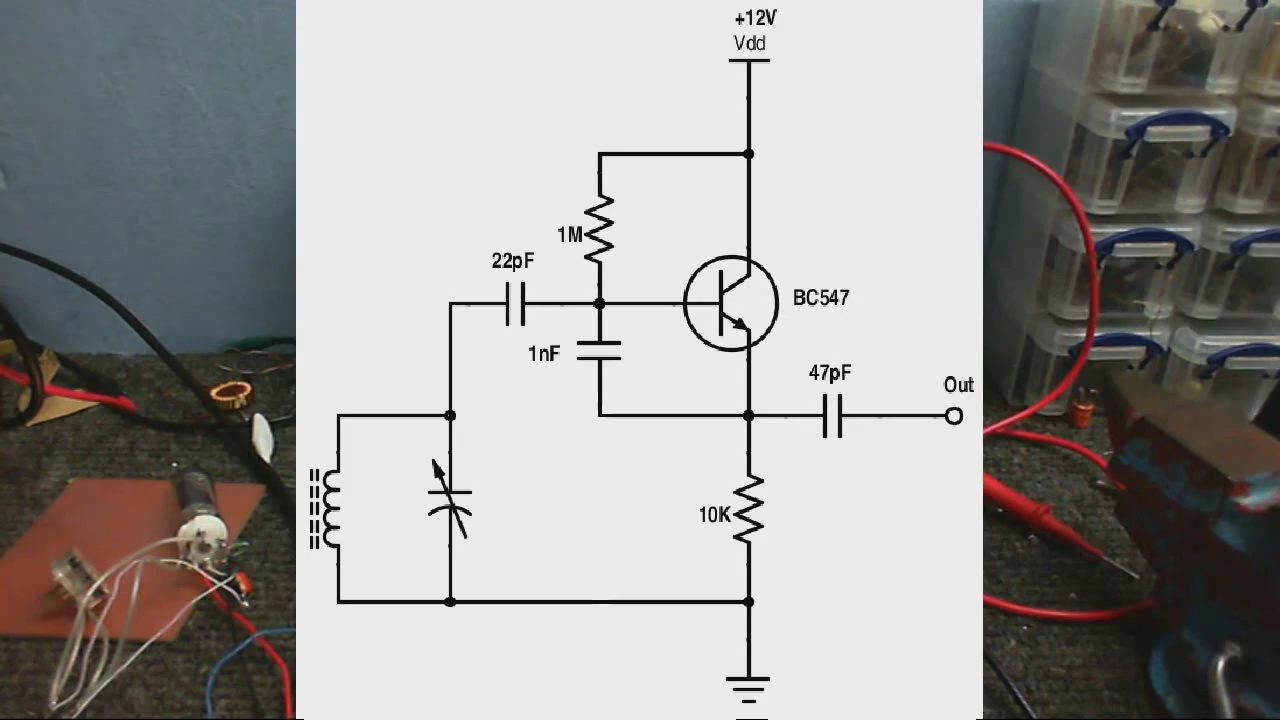 +12V
Vdd
1M
22pF
BC547
1nF
47pF
Out
10K